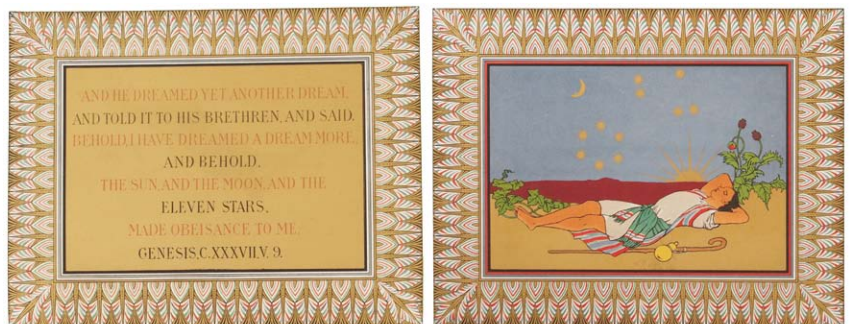 AND HE DREAMED YET ANOTHER DREAM,
AND TOLD IT TO HIS BRETHREN, AND SAID.
BEHOLD, I HAVE DREAMED A DREAM MORE,
AND BEHOLD,
THE SUN, AND THE MOON, AND THE
ELEVEN STARS,
MADE OBEISANCE TO ME.
GENESIS, C. XXXVII, V. 9.